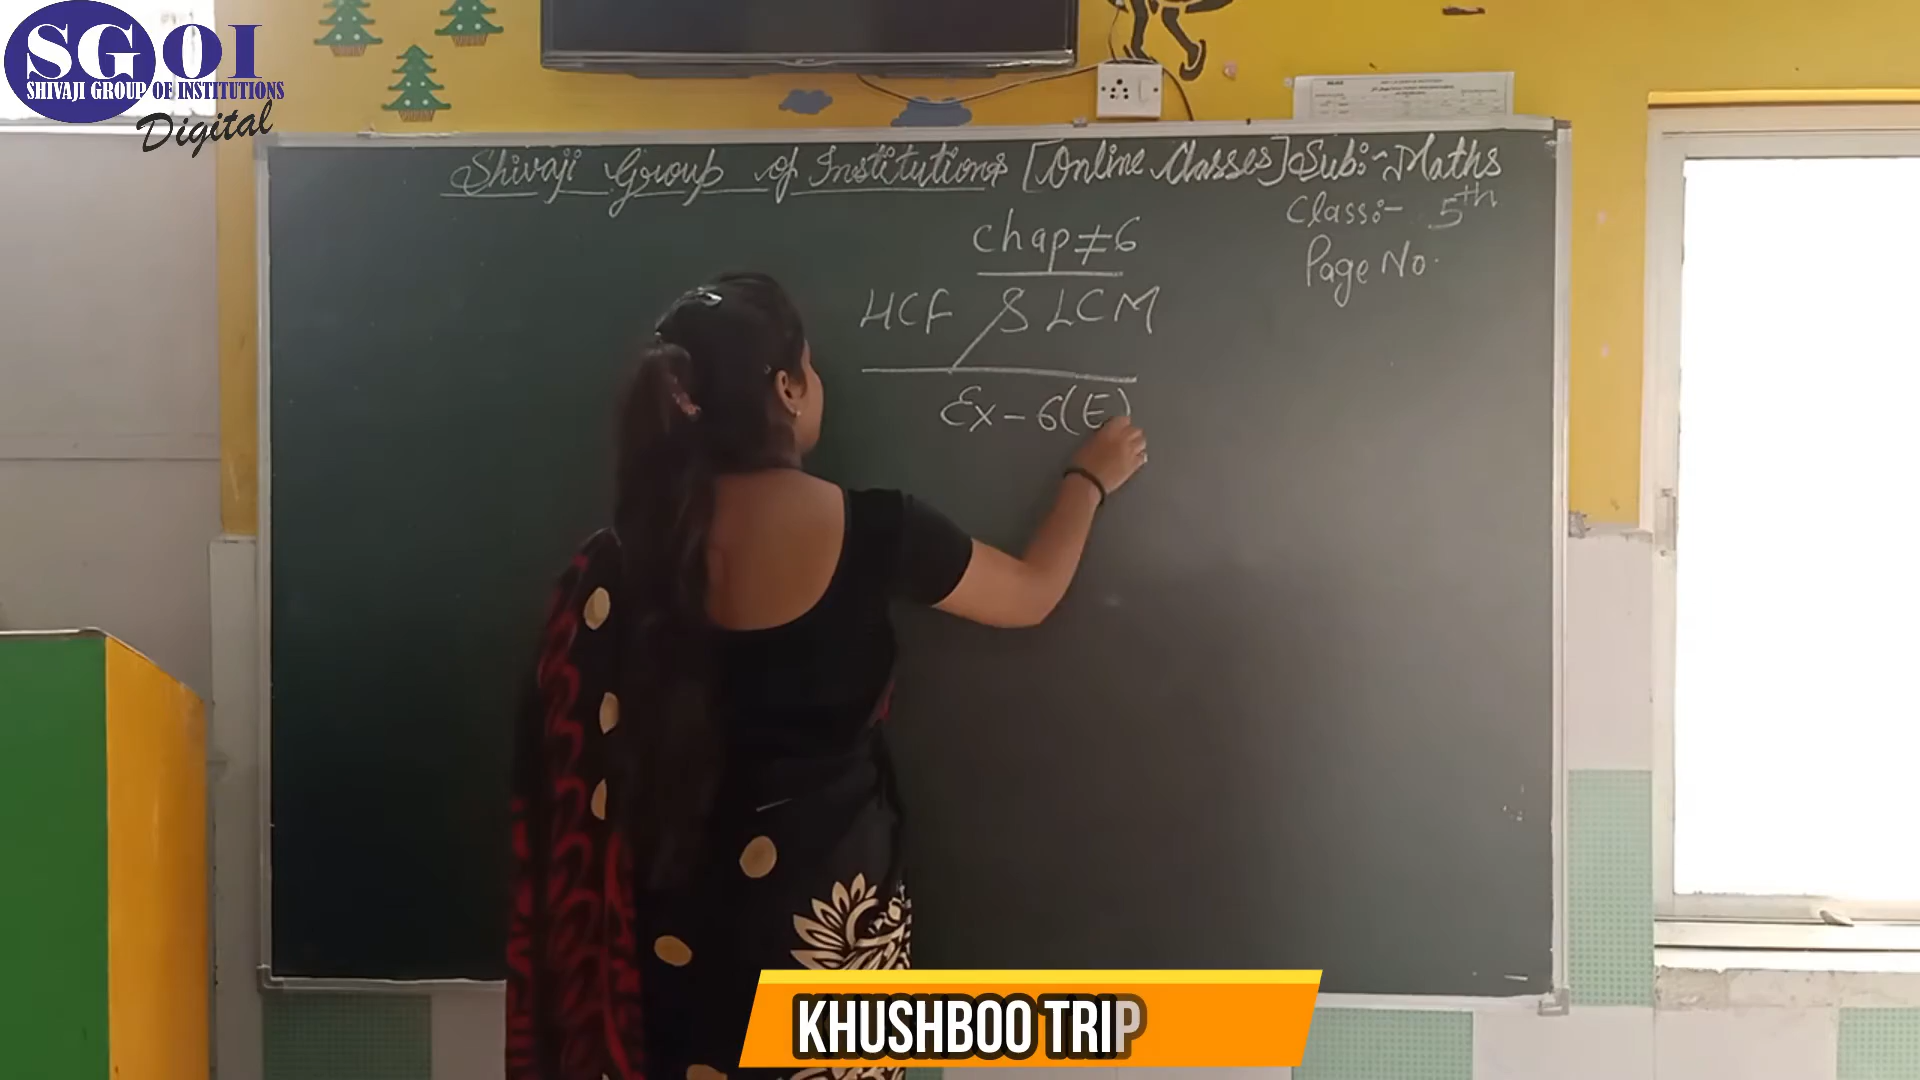 SGOI
SHIVAJI GROUP OF INSTITUTIONS
Digital
Shivaji Group of Institutions [Online Classes] Sub:- Maths
Class:- 5th
Page No.
Chap ≠ 6
HCF & LCM
Ex - 6(E)
KHUSHBOO TRIP